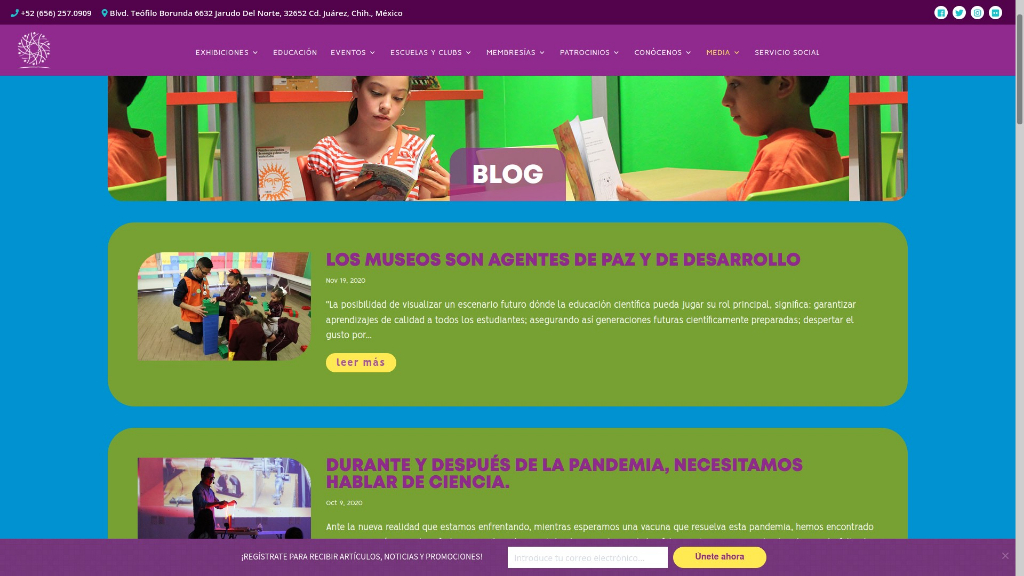 +52 (656) 257.0909 Blvd. Teófilo Borunda 6632 Jarudo Del Norte, 32652 Cd. Juárez, Chih., México
EXHIBICIONES EDUCACIÓN EVENTOS ESCUELAS Y CLUBS MEMBRESÍAS PATROCINIOS CONÓCENOS MEDIA SERVICIO SOCIAL
BLOG
LOS MUSEOS SON AGENTES DE PAZ Y DE DESARROLLO
Nov 19, 2020
"La posibilidad de visualizar un escenario futuro dónde la educación científica pueda jugar su rol principal, significa: garantizar
aprendizajes de calidad a todos los estudiantes; asegurando así generaciones futuras científicamente preparadas; despertar el
gusto por...
leer más
DURANTE Y DESPUÉS DE LA PANDEMIA, NECESITAMOS
HABLAR DE CIENCIA.
Oct 9, 2020
Ante la nueva realidad que estamos enfrentando, mientras esperamos una vacuna que resuelva esta pandemia, hemos encontrado
¡REGÍSTRATE PARA RECIBIR ARTÍCULOS, NOTICIAS Y PROMOCIONES!
Introduce tu correo electrónico...
Únete ahora
×